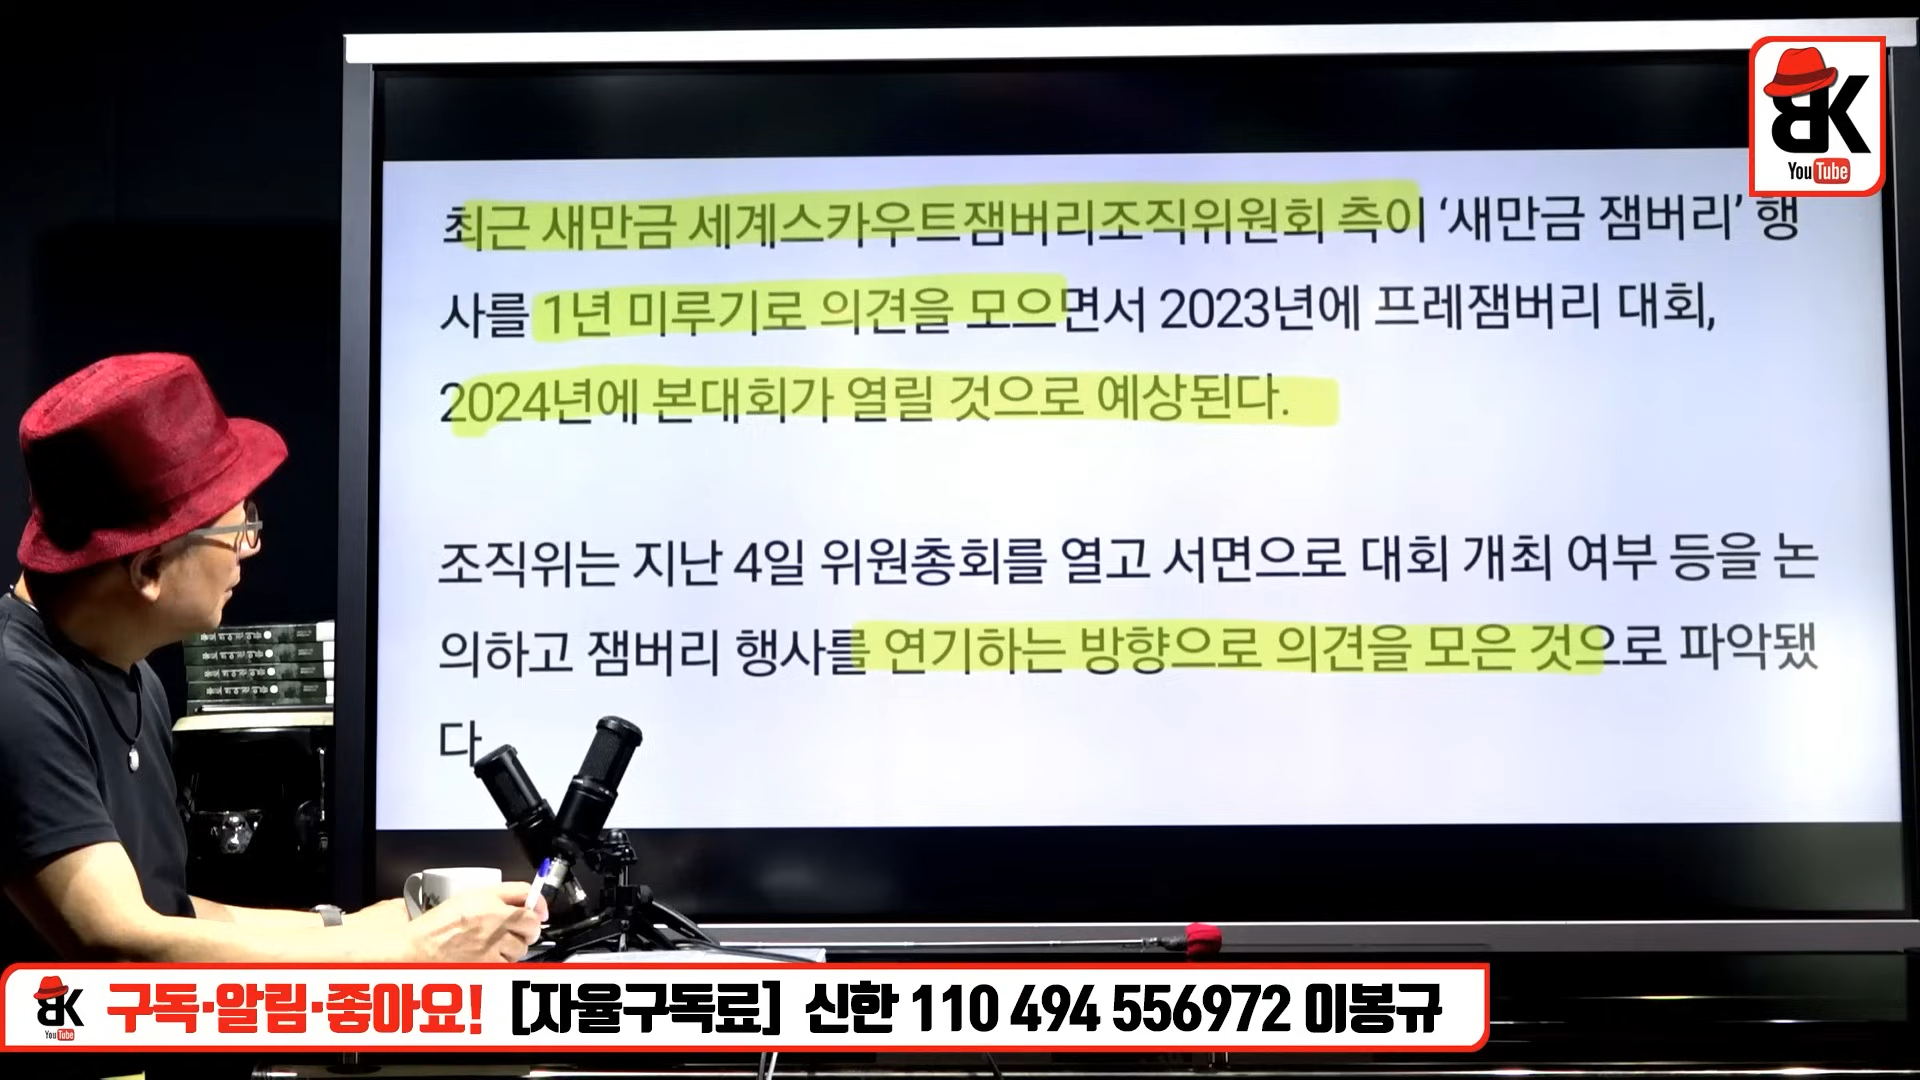 BK
YouTube
최근 새만금 세계스카우트잼버리조직위원회 측이 ‘새만금 잼버리’ 행
사를 1년 미루기로 의견을 모으면서 2023년에 프레잼버리 대회,
2024년에 본대회가 열릴 것으로 예상된다.
조직위는 지난 4일 위원총회를 열고 서면으로 대회 개최 여부 등을 논
의하고 잼버리 행사를 연기하는 방향으로 의견을 모은 것으로 파악됐
다
BK
YouTube
구독·알림·좋아요! [자율구독료] 신한 110 494 556972 이봉규